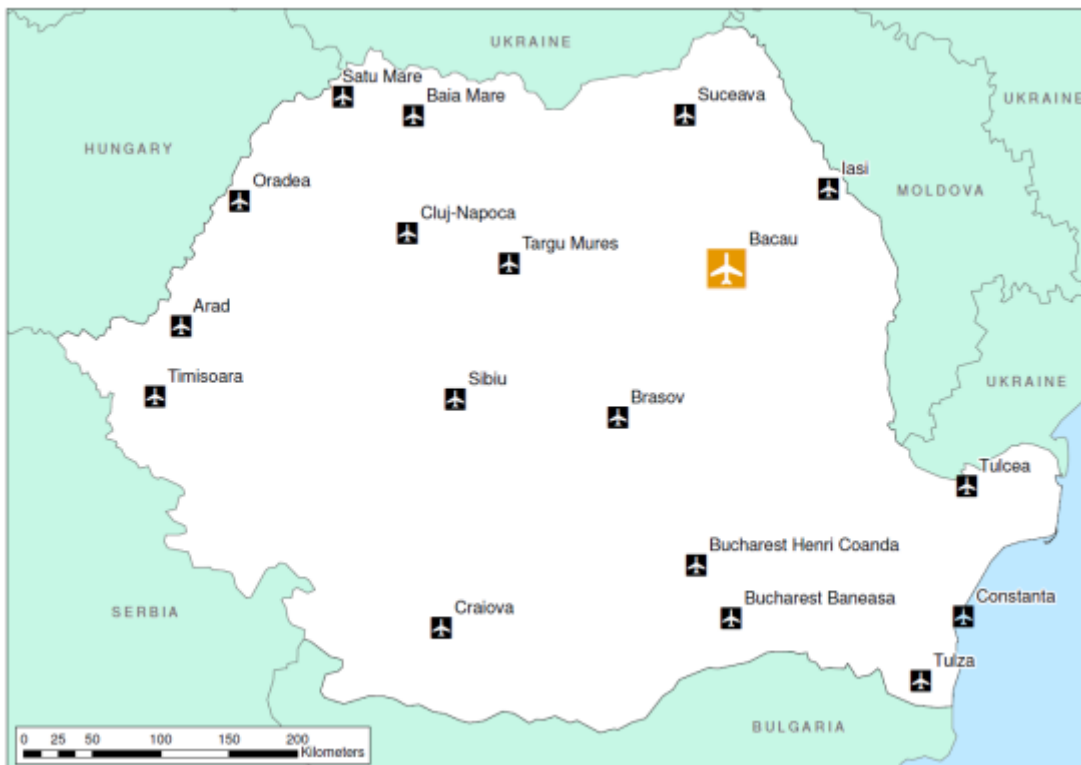 UKRAINE
Satu Mare
Baia Mare
Suceava
UKRAINE
HUNGARY
Iasi
Oradea
MOLDOVA
Cluj-Napoca
Targu Mures
Bacau
Arad
Timisoara
Sibiu
Brasov
UKRAINE
Tulcea
Bucharest Henri Coanda
SERBIA
Craiova
Bucharest Baneasa
Constanta
Tulza
BULGARIA
0 25 50 100 150 200
Kilometers